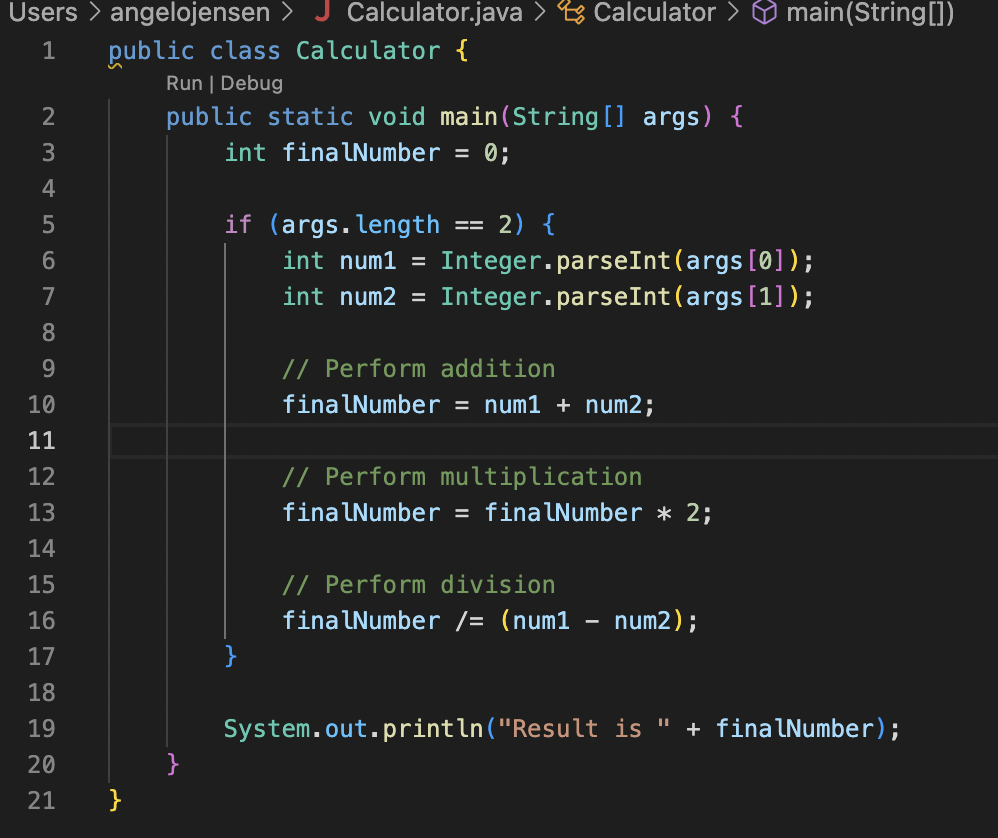 Users > angelojensen > J Calculator.java > Calculator > main(String[])
1 public class Calculator {
Run | Debug
2     public static void main(String[] args) {
3         int finalNumber = 0;
4
5         if (args.length == 2) {
6             int num1 = Integer.parseInt(args[0]);
7             int num2 = Integer.parseInt(args[1]);
8
9             // Perform addition
10             finalNumber = num1 + num2;
11
12             // Perform multiplication
13             finalNumber = finalNumber * 2;
14
15             // Perform division
16             finalNumber /= (num1 - num2);
17         }
18
19         System.out.println("Result is " + finalNumber);
20     }
21 }